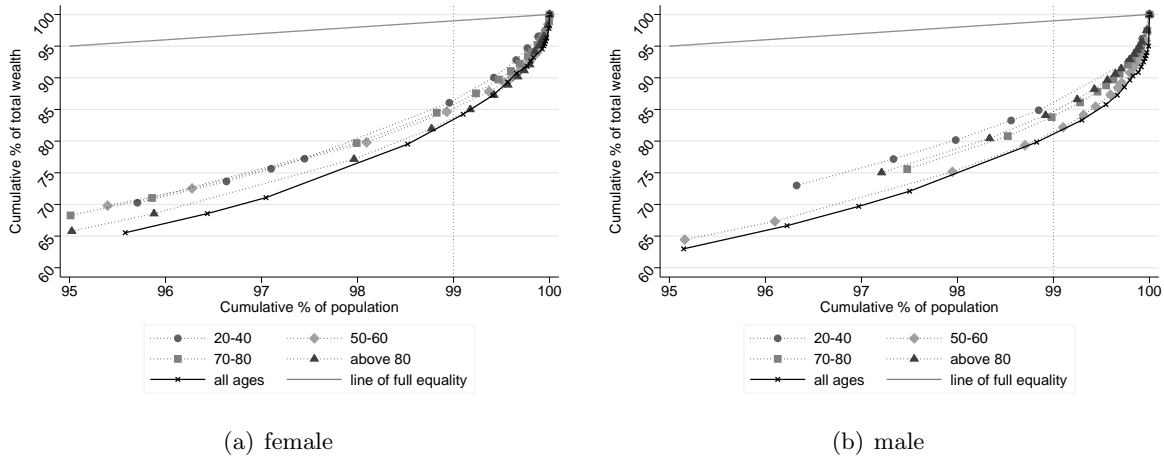 Cumulative % of total wealth
100
95
90
85
80
75
70
65
60
95 96 97 98 99 100
Cumulative % of population
20-40 50-60
70-80 above 80
all ages line of full equality
(a) female
Cumulative % of total wealth
100
95
90
85
80
75
70
65
60
95 96 97 98 99 100
Cumulative % of population
20-40 50-60
70-80 above 80
all ages line of full equality
(b) male